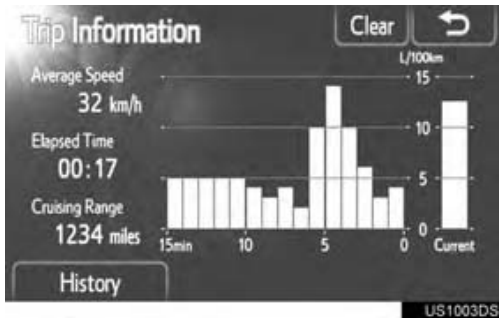 Trip Information
Clear
L/100km
Average Speed
32 km/h
Elapsed Time
00:17
Cruising Range
1234 miles
15
10
5
0
15min 10 5 0 Current
History
US1003DS